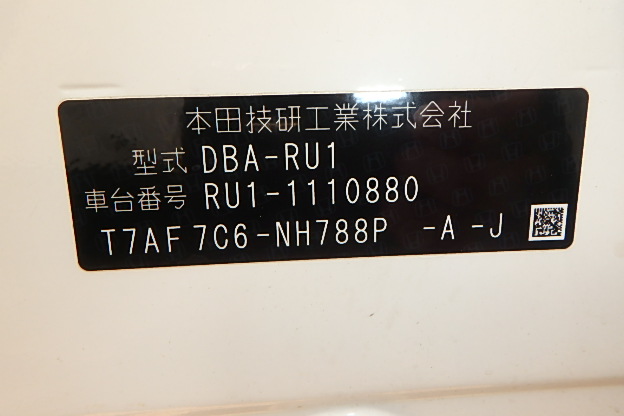 本田技研工業株式会社
型式 DBA-RU1
車台番号 RU1-1110880
T7AF 7C6-NH788P -A -J